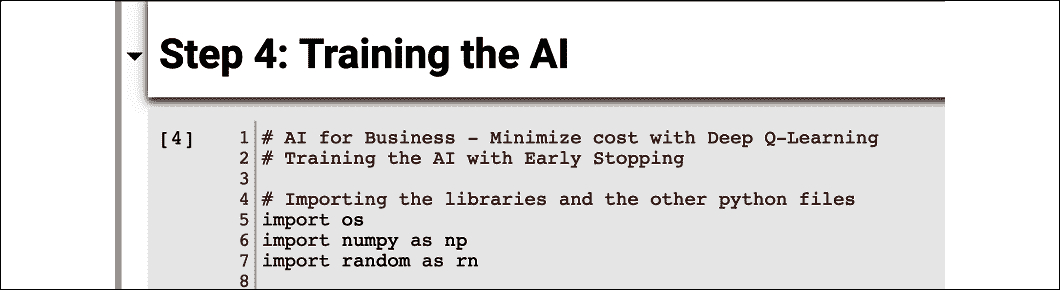 Step 4: Training the AI
[4] 1 # AI for Business - Minimize cost with Deep Q-Learning
2 # Training the AI with Early Stopping
3
4 # Importing the libraries and the other python files
5 import os
6 import numpy as np
7 import random as rn
8